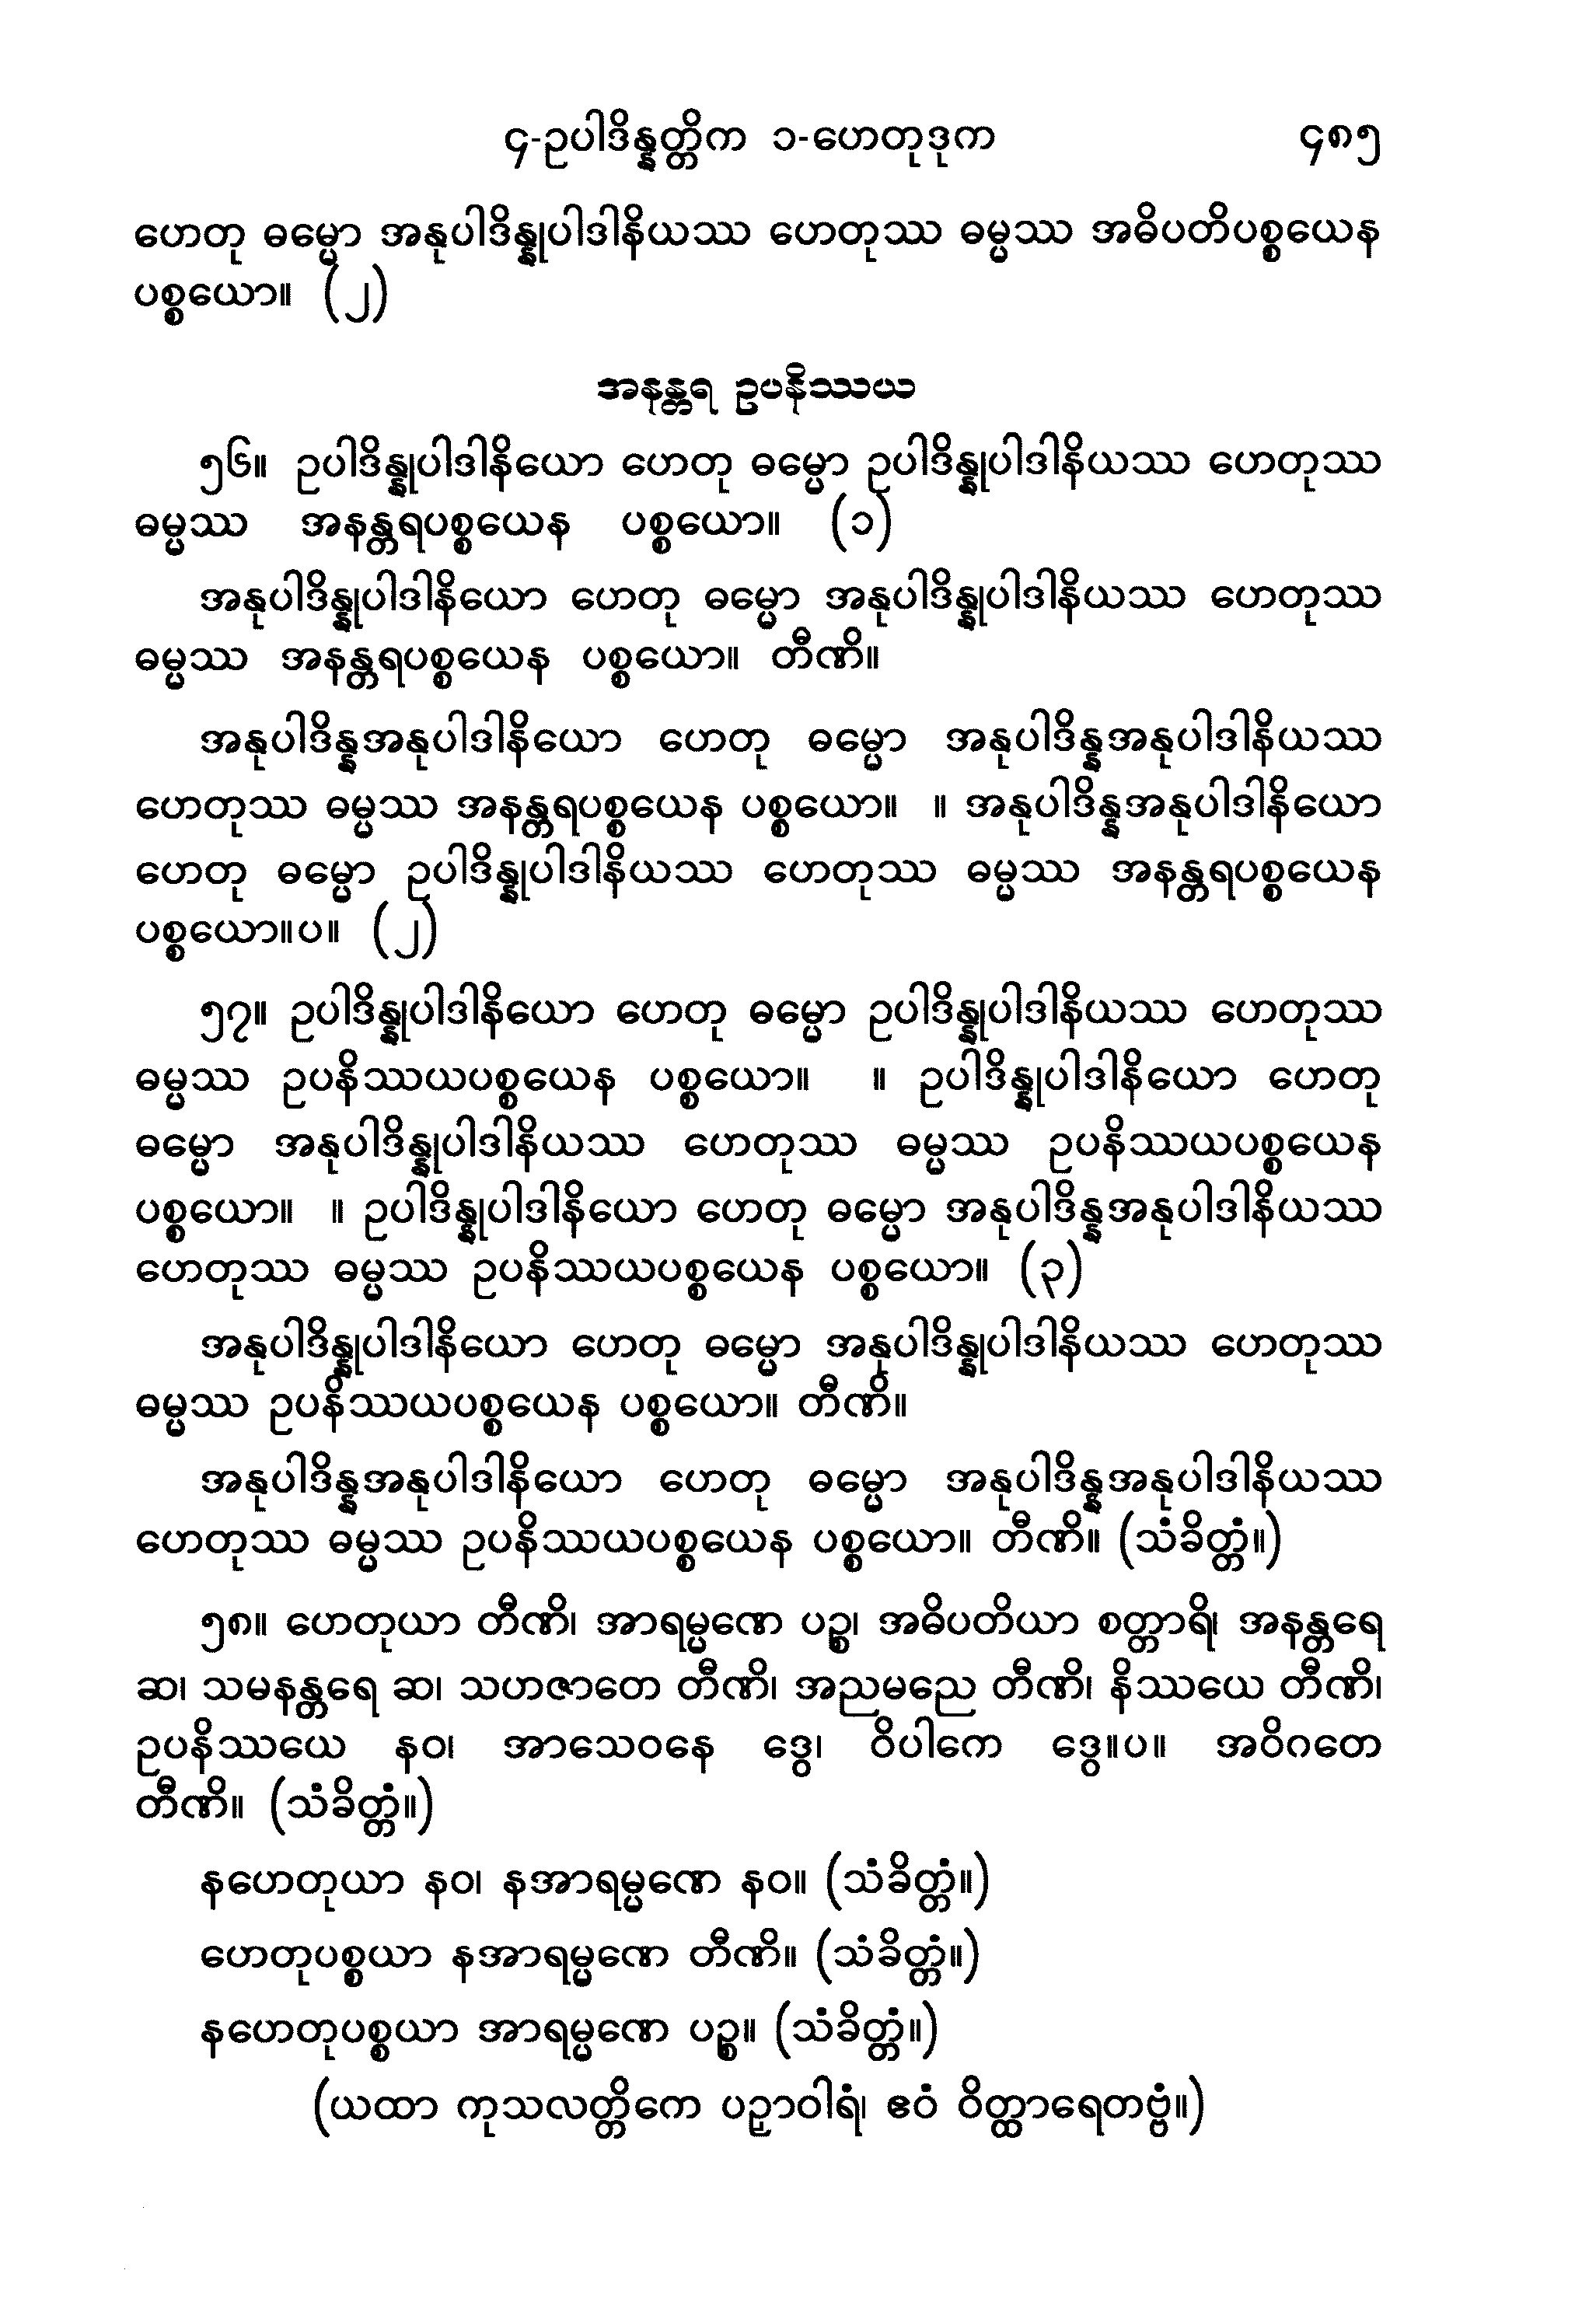 ၄-ဥပါဒိန္နတ္တိက ၁-ဟေတုဒုက ၄၈၅
ဟေတု ဓမ္မော အနုပါဒိန္နုပါဒါနိယဿ ဟေတုဿ ဓမ္မဿ အဓိပတိပစ္စယေန
ပစ္စယော။ (၂)
အနန္တရ ဥပနိဿယ
၅၆။ ဥပါဒိန္နုပါဒါနိယော ဟေတု ဓမ္မော ဥပါဒိန္နုပါဒါနိယဿ ဟေတုဿ
ဓမ္မဿ အနန္တရပစ္စယေန ပစ္စယော။ (၁)
အနုပါဒိန္နုပါဒါနိယော ဟေတု ဓမ္မော အနုပါဒိန္နုပါဒါနိယဿ ဟေတုဿ
ဓမ္မဿ အနန္တရပစ္စယေန ပစ္စယော။ တီဏိ။
အနုပါဒိန္နအနုပါဒါနိယော ဟေတု ဓမ္မော အနုပါဒိန္နအနုပါဒါနိယဿ
ဟေတုဿ ဓမ္မဿ အနန္တရပစ္စယေန ပစ္စယော။ ။ အနုပါဒိန္နအနုပါဒါနိယော
ဟေတု ဓမ္မော ဥပါဒိန္နုပါဒါနိယဿ ဟေတုဿ ဓမ္မဿ အနန္တရပစ္စယေန
ပစ္စယော။ပ။ (၂)
၅၇။ ဥပါဒိန္နုပါဒါနိယော ဟေတု ဓမ္မော ဥပါဒိန္နုပါဒါနိယဿ ဟေတုဿ
ဓမ္မဿ ဥပနိဿယပစ္စယေန ပစ္စယော။ ။ ဥပါဒိန္နုပါဒါနိယော ဟေတု
ဓမ္မော အနုပါဒိန္နုပါဒါနိယဿ ဟေတုဿ ဓမ္မဿ ဥပနိဿယပစ္စယေန
ပစ္စယော။ ။ ဥပါဒိန္နုပါဒါနိယော ဟေတု ဓမ္မော အနုပါဒိန္နအနုပါဒါနိယဿ
ဟေတုဿ ဓမ္မဿ ဥပနိဿယပစ္စယေန ပစ္စယော။ (၃)
အနုပါဒိန္နုပါဒါနိယော ဟေတု ဓမ္မော အနုပါဒိန္နုပါဒါနိယဿ ဟေတုဿ
ဓမ္မဿ ဥပနိဿယပစ္စယေန ပစ္စယော။ တီဏိ။
အနုပါဒိန္နအနုပါဒါနိယော ဟေတု ဓမ္မော အနုပါဒိန္နအနုပါဒါနိယဿ
ဟေတုဿ ဓမ္မဿ ဥပနိဿယပစ္စယေန ပစ္စယော။ တီဏိ။ (သံခိတ္တံ။)
၅၈။ ဟေတုယာ တီဏိ၊ အာရမ္မဏေ ပဉ္စ၊ အဓိပတိယာ စတ္တာရိ၊ အနန္တရေ
ဆ၊ သမနန္တရေ ဆ၊ သဟဇာတေ တီဏိ၊ အညမညေ တီဏိ၊ နိဿယေ တီဏိ၊
ဥပနိဿယေ နဝ၊ အာသေဝနေ ဒွေ၊ ဝိပါကေ ဒွေ။ပ။ အဝိဂတေ
တီဏိ။ (သံခိတ္တံ။)
နဟေတုယာ နဝ၊ နအာရမ္မဏေ နဝ။ (သံခိတ္တံ။)
ဟေတုပစ္စယာ နအာရမ္မဏေ တီဏိ။ (သံခိတ္တံ။)
နဟေတုပစ္စယာ အာရမ္မဏေ ပဉ္စ။ (သံခိတ္တံ။)
(ယထာ ကုသလတ္တိကေ ပဉှာဝါရံ၊ ဧဝံ ဝိတ္ထာရေတဗ္ဗံ။)